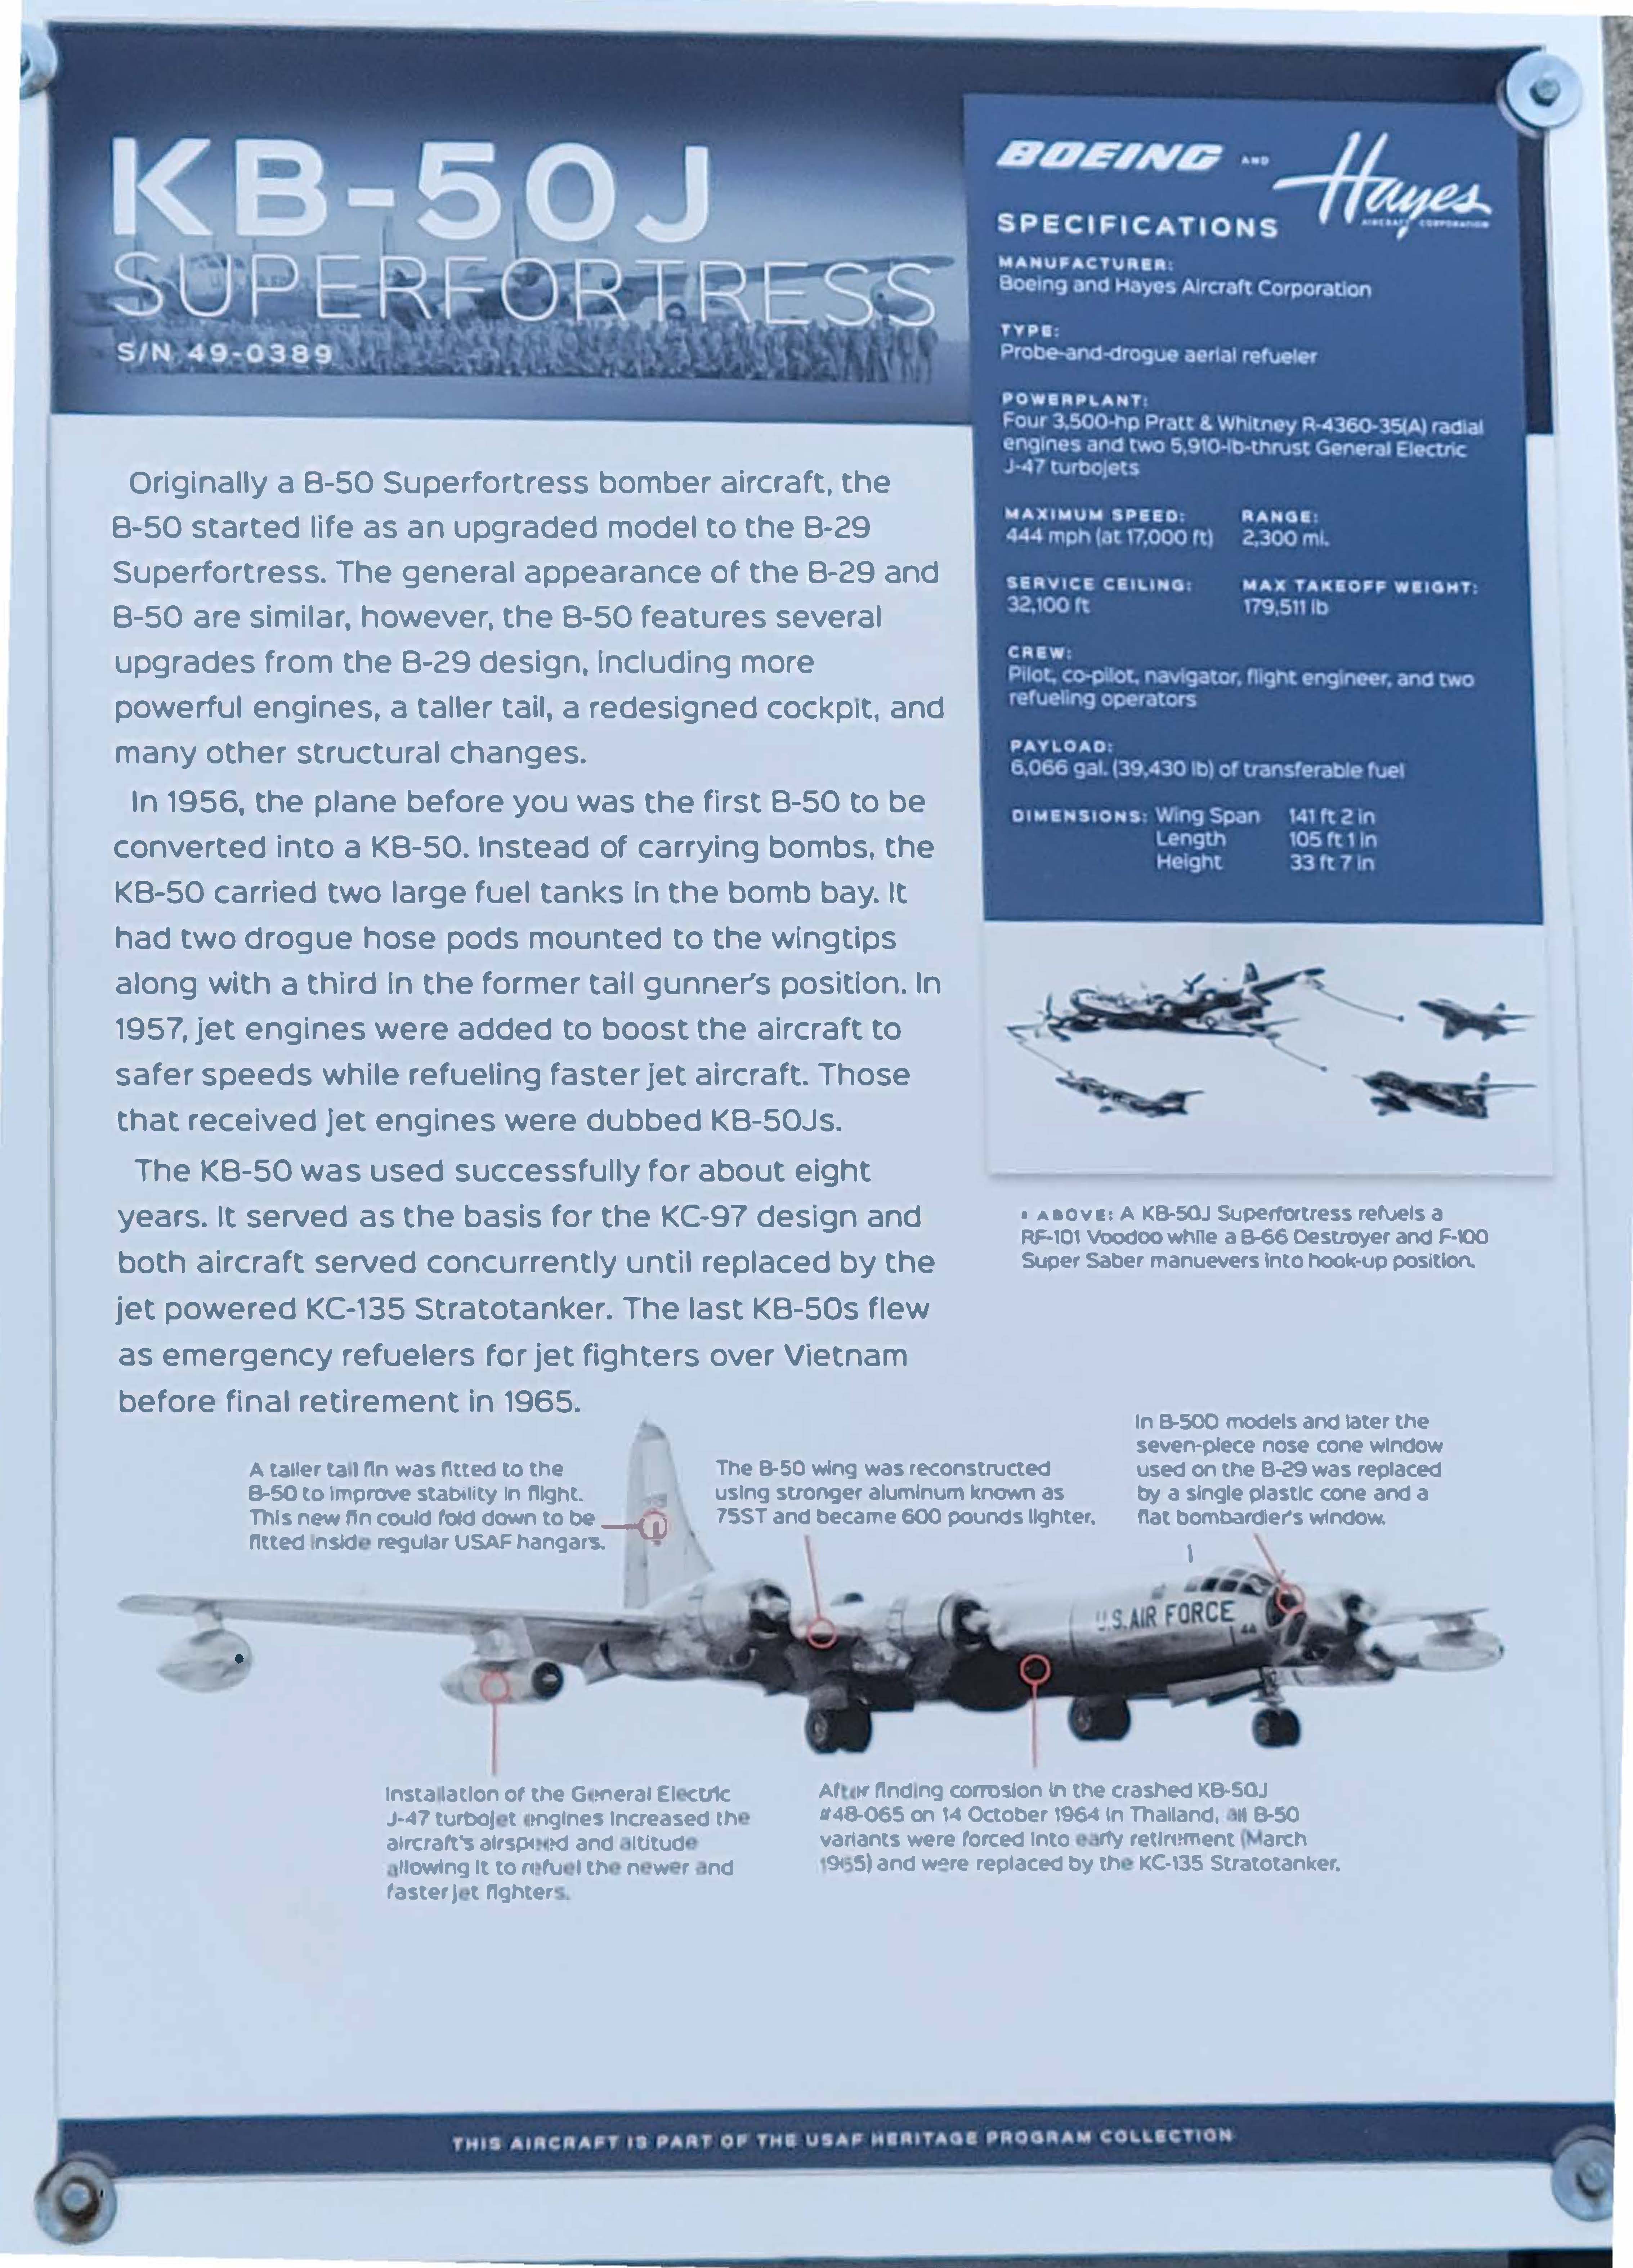 KB-50J
SUPERFORTRESS
S/N 49-0389
BOEING AND Hayes
AIRCRAFT CORPORATION
SPECIFICATIONS
MANUFACTURER:
Boeing and Hayes Aircraft Corporation
TYPE:
Probe-and-drogue aerial refueler
POWERPLANT:
Four 3,500-hp Pratt & Whitney R-4360-35(A) radial
engines and two 5,910-lb-thrust General Electric
J-47 turbojets
MAXIMUM SPEED: RANGE:
444 mph (at 17,000 ft) 2,300 mi.
SERVICE CEILING: MAX TAKEOFF WEIGHT:
32,100 ft 179,511 lb
CREW:
Pilot, co-pilot, navigator, flight engineer, and two
refueling operators
PAYLOAD:
6,066 gal. (39,430 lb) of transferable fuel
DIMENSIONS: Wing Span 141 ft 2 in
Length 105 ft 1 in
Height 33 ft 7 in
Originally a B-50 Superfortress bomber aircraft, the
B-50 started life as an upgraded model to the B-29
Superfortress. The general appearance of the B-29 and
B-50 are similar, however, the B-50 features several
upgrades from the B-29 design, including more
powerful engines, a taller tail, a redesigned cockpit, and
many other structural changes.
In 1956, the plane before you was the first B-50 to be
converted into a KB-50. Instead of carrying bombs, the
KB-50 carried two large fuel tanks in the bomb bay. It
had two drogue hose pods mounted to the wingtips
along with a third in the former tail gunner's position. In
1957, jet engines were added to boost the aircraft to
safer speeds while refueling faster jet aircraft. Those
that received jet engines were dubbed KB-50Js.
The KB-50 was used successfully for about eight
years. It served as the basis for the KC-97 design and
both aircraft served concurrently until replaced by the
jet powered KC-135 Stratotanker. The last KB-50s flew
as emergency refuelers for jet fighters over Vietnam
before final retirement in 1965.
ABOVE: A KB-50J Superfortress refuels a
RF-101 Voodoo while a B-66 Destroyer and F-100
Super Saber manuevers into hook-up position.
A taller tail fin was fitted to the
B-50 to improve stability in flight.
This new fin could fold down to be
fitted inside regular USAF hangars.
The B-50 wing was reconstructed
using stronger aluminum known as
75ST and became 600 pounds lighter.
In B-50D models and later the
seven-piece nose cone window
used on the B-29 was replaced
by a single plastic cone and a
flat bombardier's window.
U.S. AIR FORCE
44
Installation of the General Electric
J-47 turbojet engines increased the
aircraft's airspeed and altitude
allowing it to refuel the newer and
faster jet fighters.
After finding corrosion in the crashed KB-50J
#48-065 on 14 October 1964 in Thailand, all B-50
variants were forced into early retirement (March
1965) and were replaced by the KC-135 Stratotanker.
THIS AIRCRAFT IS PART OF THE USAF HERITAGE PROGRAM COLLECTION